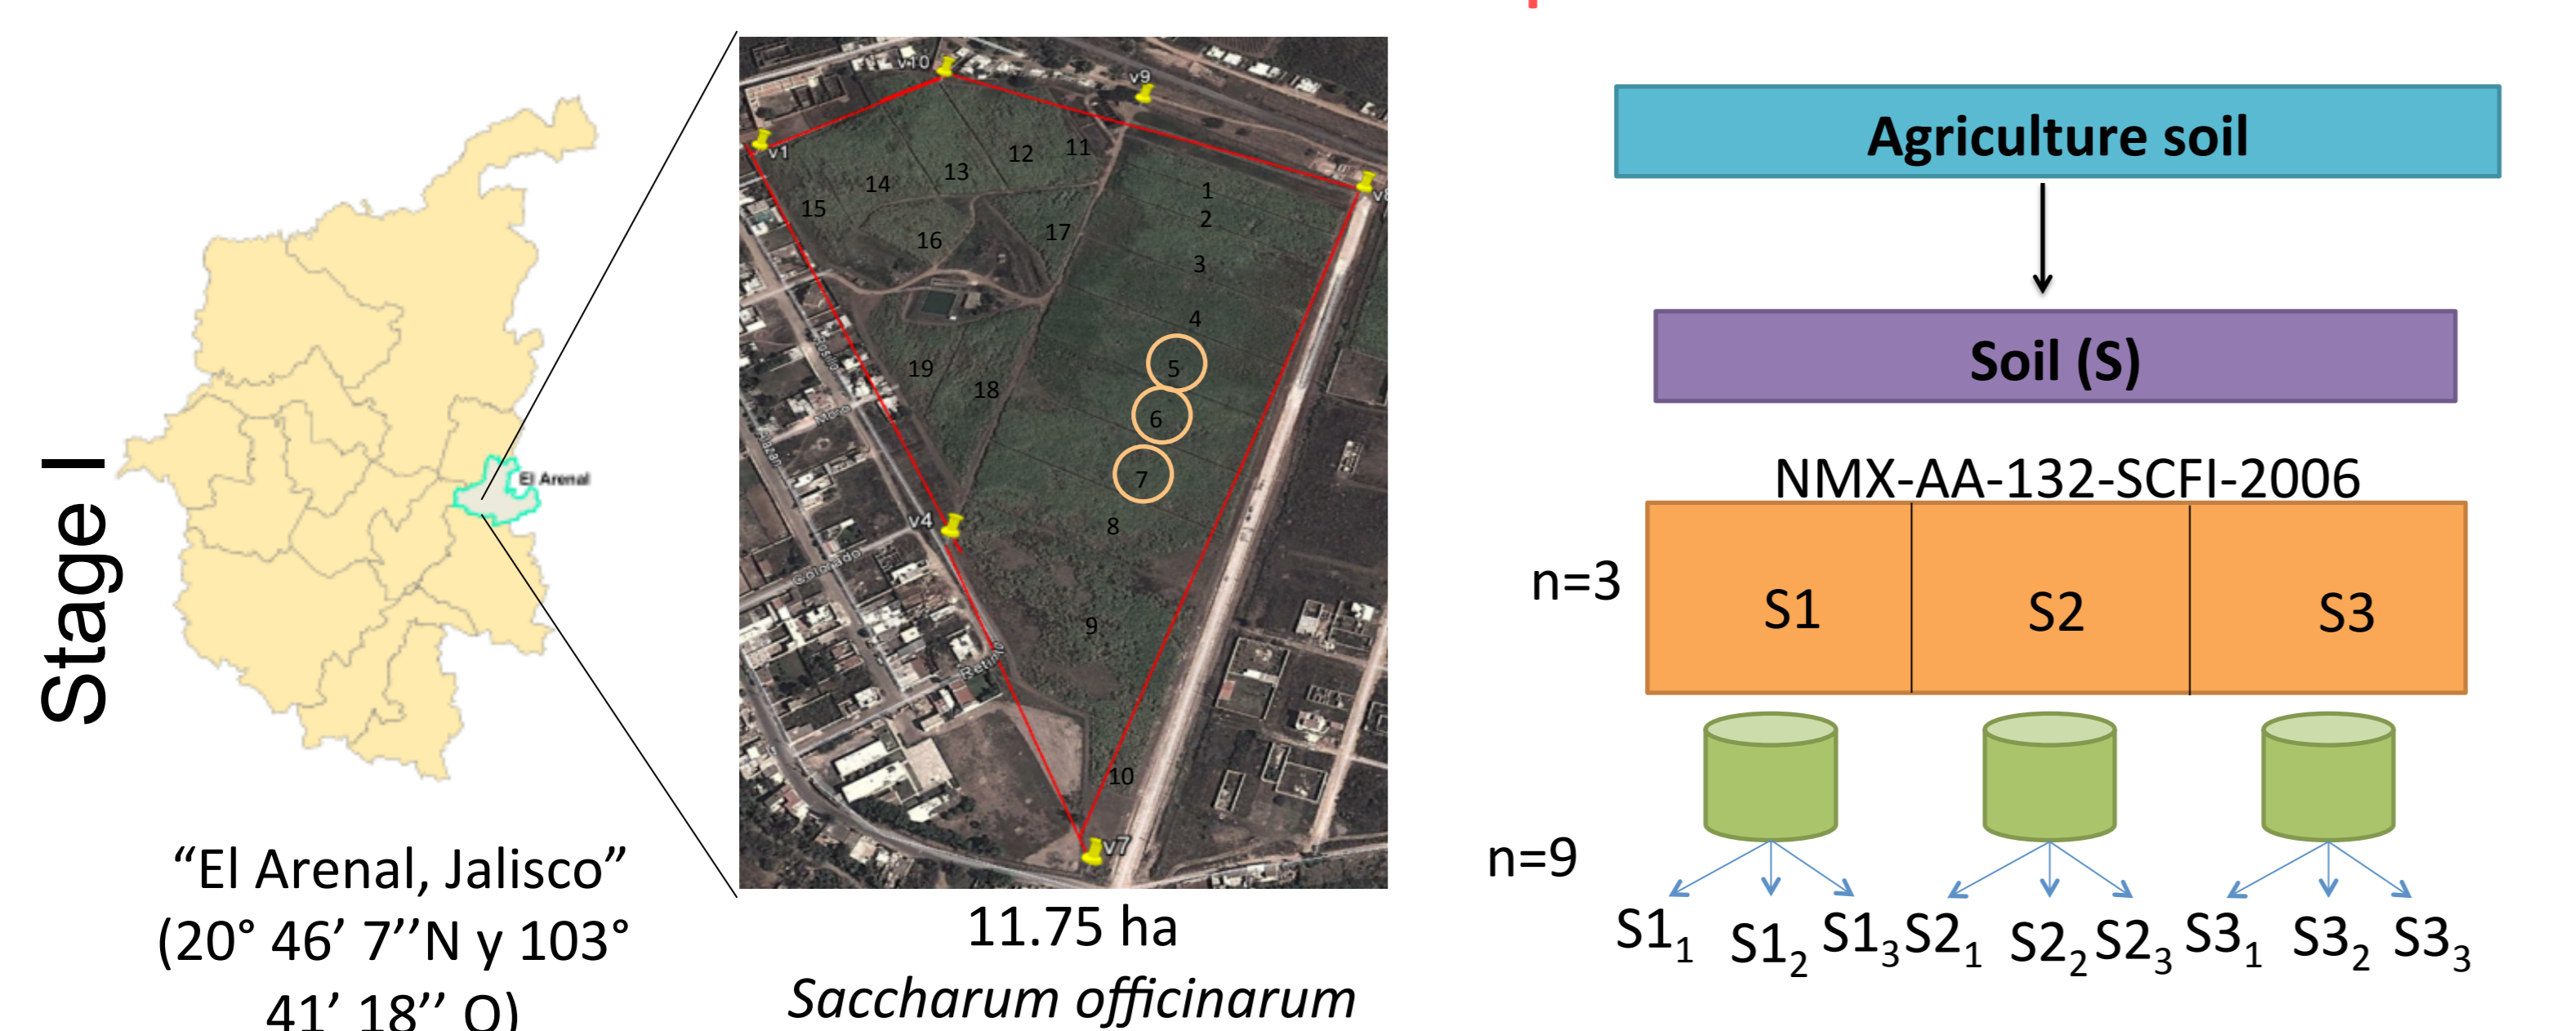 Stage I
El Arenal
“El Arenal, Jalisco”
(20° 46’ 7’’N y 103°
41’ 18’’ O)
v10
v9
v1
v4
v7
1
2
3
4
5
6
7
8
9
10
11
12
13
14
15
16
17
18
19
Colorado
11.75 ha
Saccharum officinarum
Agriculture soil
Soil (S)
NMX-AA-132-SCFI-2006
n=3
S1 S2 S3
n=9
S1₁ S1₂ S1₃ S2₁ S2₂ S2₃ S3₁ S3₂ S3₃